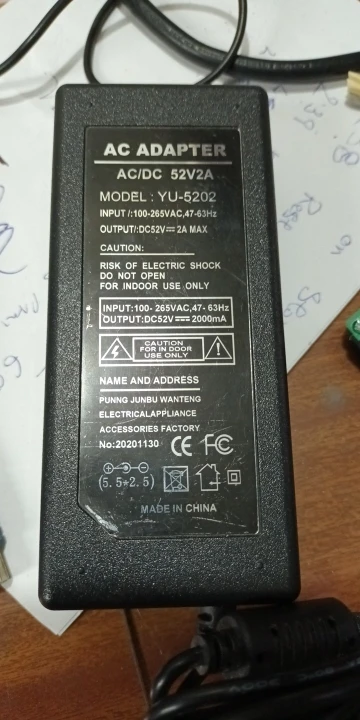 AC ADAPTER
AC/DC 52V2A
MODEL : YU-5202
INPUT/:100-265VAC,47-63Hz
OUTPUT/:DC52V⎓2A MAX
CAUTION:
RISK OF ELECTRIC SHOCK
DO NOT OPEN
FOR INDOOR USE ONLY
INPUT:100- 265VAC,47- 63Hz
OUTPUT:DC52V⎓2000mA
CAUTION
FOR IN DOOR
USE ONLY
NAME AND ADDRESS
PUNNG JUNBU WANTENG
ELECTRICALAPPLIANCE
ACCESSORIES FACTORY
No:20201130 CE FC
(5.5*2.5)
MADE IN CHINA